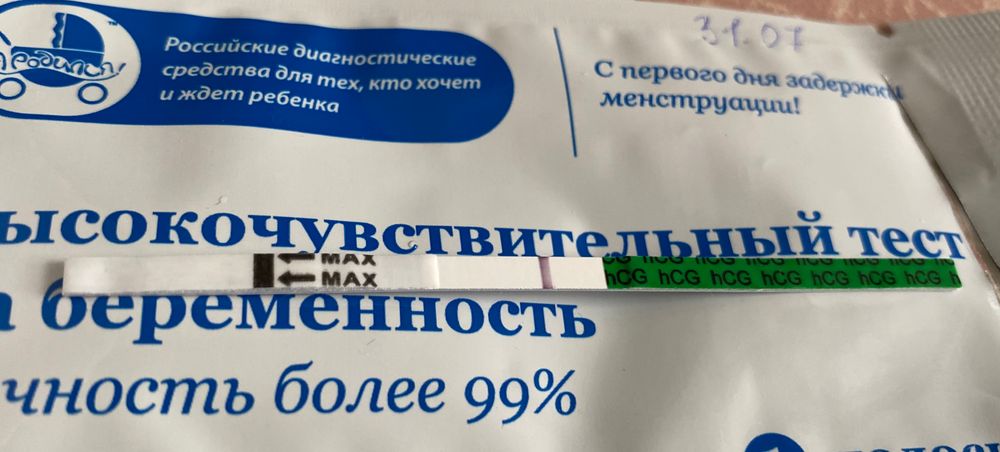 Родились!
Российские диагностические
средства для тех, кто хочет
и ждет ребенка
31.07
С первого дня задержки
менструации!
ысокочувствительный тест
MAX
MAX
hCG hCG hCG hCG hCG hCG hCG
а беременность
чность более 99%